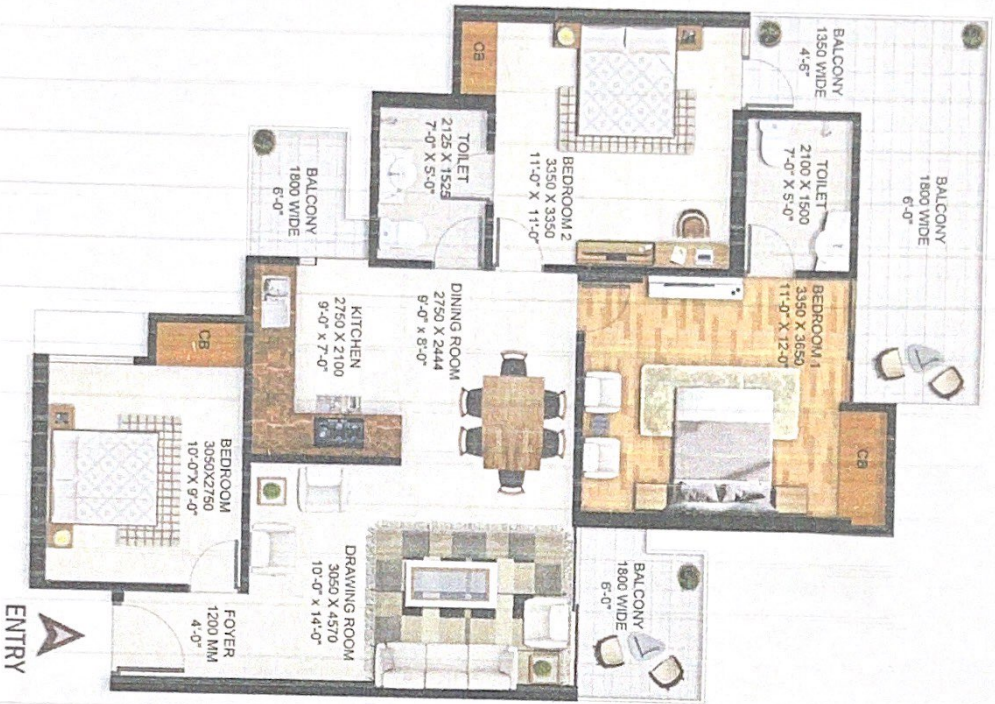 BALCONY
1350 WIDE
4'-6"
BALCONY
1800 WIDE
6'-0"
TOILET
2100 X 1500
7'-0" X 5'-0"
CB
BEDROOM 2
3350 X 3350
11'-0" X 11'-0"
TOILET
2125 X 1525
7'-0" X 5'-0"
BALCONY
1800 WIDE
6'-0"
BEDROOM 1
3350 X 3650
11'-0" X 12'-0"
CB
DINING ROOM
2750 X 2444
9'-0" x 8'-0"
KITCHEN
2750 X 2100
9'-0" x 7'-0"
CB
BEDROOM
3050X2750
10'-0"X 9'-0"
DRAWING ROOM
3050 X 4570
10'-0" x 14'-0"
BALCONY
1800 WIDE
6'-0"
FOYER
1200 MM
4'-0"
ENTRY